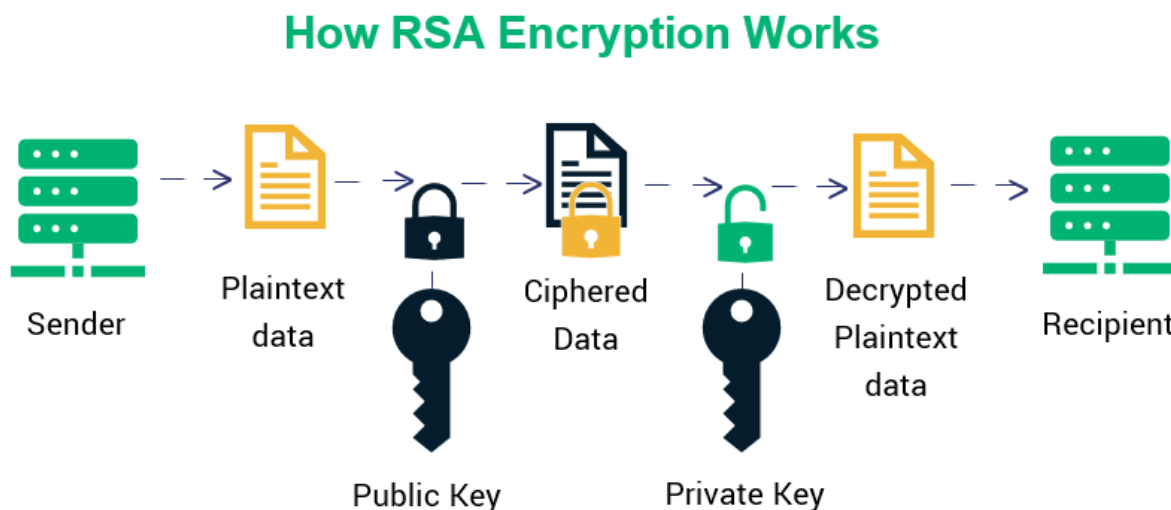 How RSA Encryption Works
Sender
Plaintext
data
Public Key
Ciphered
Data
Private Key
Decrypted
Plaintext
data
Recipient